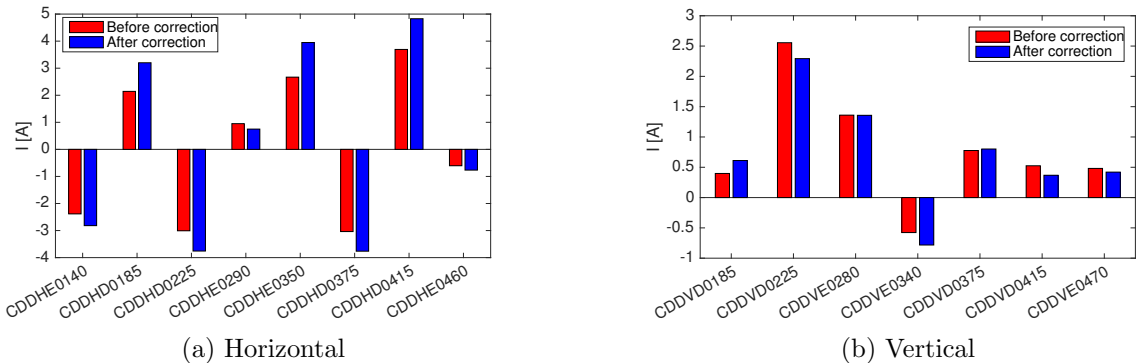 5
4
3
2
1
0
-1
-2
-3
-4
I [A]
Before correction
After correction
CDDHE0140
CDDHD0185
CDDHD0225
CDDHE0290
CDDHE0350
CDDHD0375
CDDHD0415
CDDHE0460
(a) Horizontal
3
2.5
2
1.5
1
0.5
0
-0.5
-1
I [A]
Before correction
After correction
CDDVD0185
CDDVD0225
CDDVE0280
CDDVE0340
CDDVD0375
CDDVD0415
CDDVE0470
(b) Vertical